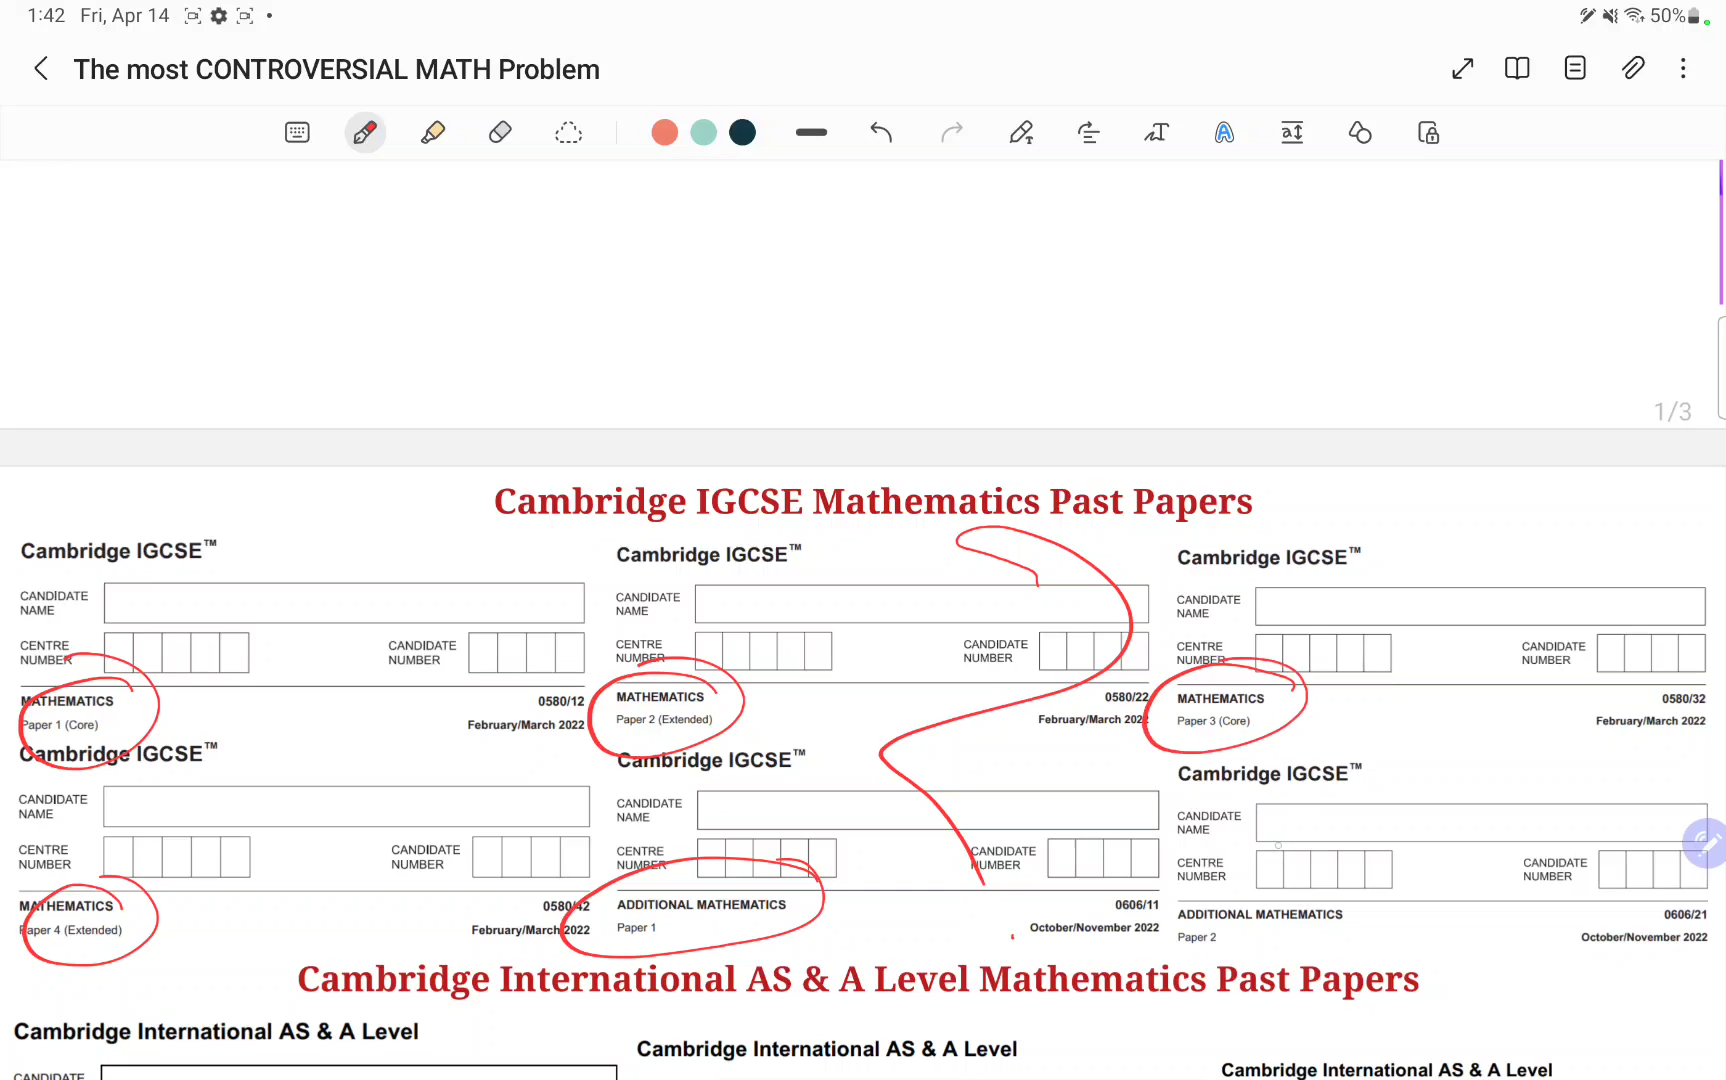 1:42 Fri, Apr 14
50%
The most CONTROVERSIAL MATH Problem
1/3
Cambridge IGCSE Mathematics Past Papers
Cambridge IGCSE™
CANDIDATE NAME
CENTRE NUMBER
CANDIDATE NUMBER
MATHEMATICS 0580/12
Paper 1 (Core) February/March 2022
Cambridge IGCSE™
CANDIDATE NAME
CENTRE NUMBER
CANDIDATE NUMBER
MATHEMATICS 0580/22
Paper 2 (Extended) February/March 2022
Cambridge IGCSE™
CANDIDATE NAME
CENTRE NUMBER
CANDIDATE NUMBER
MATHEMATICS 0580/32
Paper 3 (Core) February/March 2022
Cambridge IGCSE™
CANDIDATE NAME
CENTRE NUMBER
CANDIDATE NUMBER
MATHEMATICS 0580/42
Paper 4 (Extended) February/March 2022
Cambridge IGCSE™
CANDIDATE NAME
CENTRE NUMBER
CANDIDATE NUMBER
ADDITIONAL MATHEMATICS 0606/11
Paper 1 October/November 2022
Cambridge IGCSE™
CANDIDATE NAME
CENTRE NUMBER
CANDIDATE NUMBER
ADDITIONAL MATHEMATICS 0606/21
Paper 2 October/November 2022
Cambridge International AS & A Level Mathematics Past Papers
Cambridge International AS & A Level
Cambridge International AS & A Level
Cambridge International AS & A Level
CANDIDATE